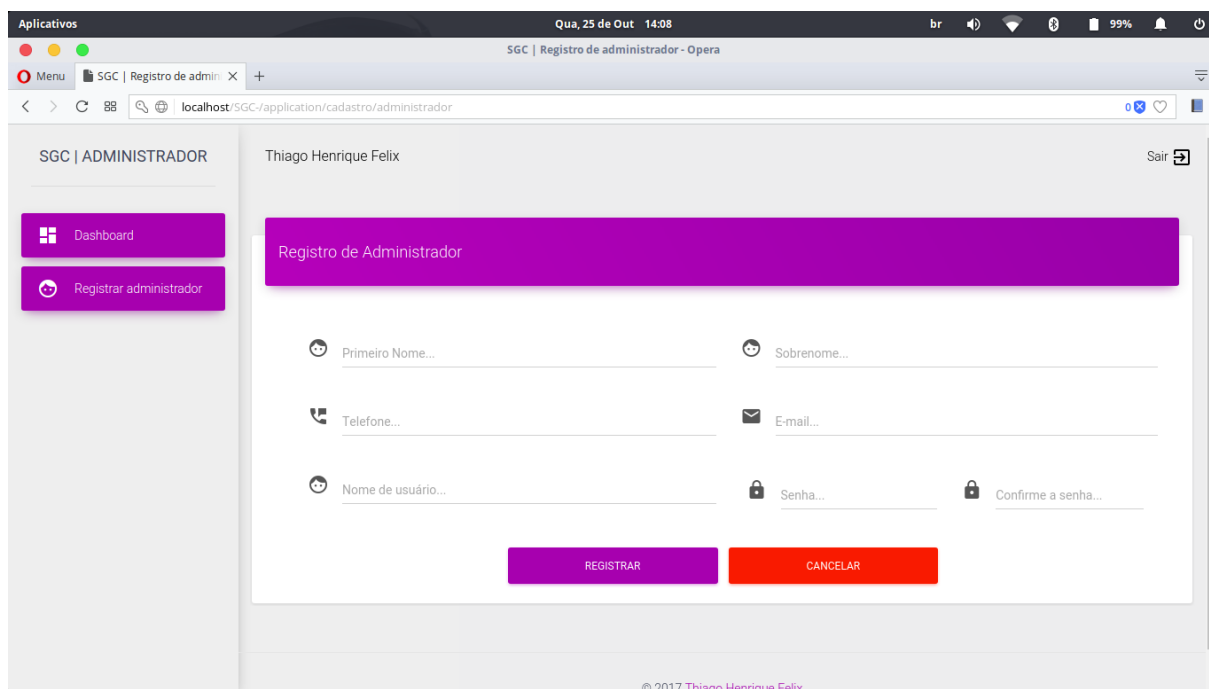 Aplicativos Qua, 25 de Out 14:08 br 99%
SGC | Registro de administrador - Opera
Menu SGC | Registro de admini
localhost/SGC-/application/cadastro/administrador 0
SGC | ADMINISTRADOR Thiago Henrique Felix Sair
Dashboard
Registro de Administrador
Registrar administrador
Primeiro Nome... Sobrenome...
Telefone... E-mail...
Nome de usuário... Senha... Confirme a senha...
REGISTRAR CANCELAR
© 2017 Thiago Henrique Felix